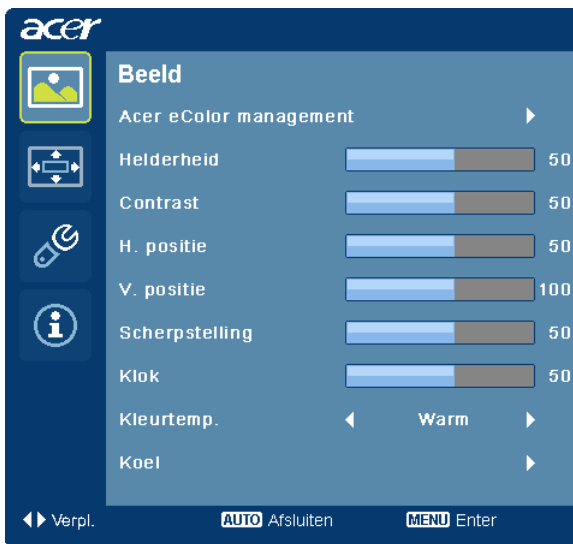 acer
Beeld
Acer eColor management
Helderheid 50
Contrast 50
H. positie 50
V. positie 100
Scherpstelling 50
Klok 50
Kleurtemp. Warm
Koel
Verpl. AUTO Afsluiten MENU Enter